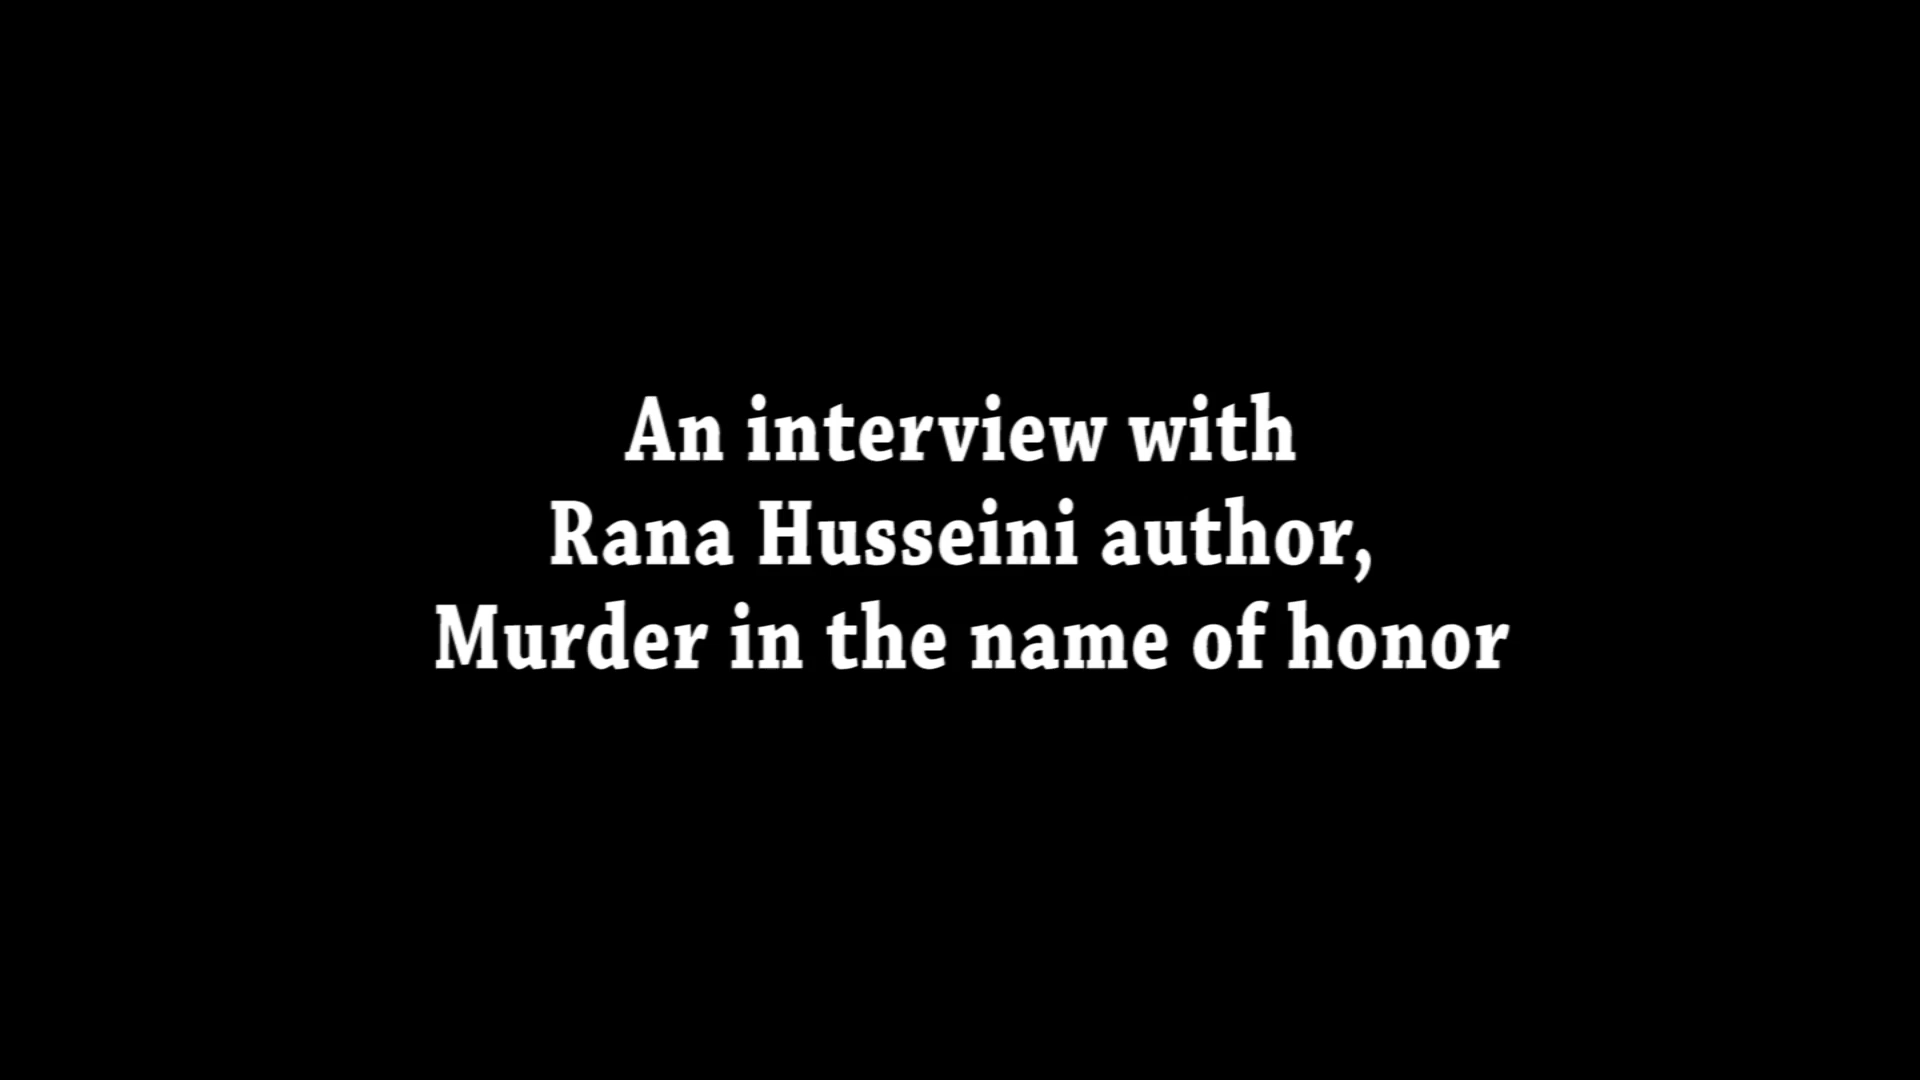 An interview with
Rana Husseini author,
Murder in the name of honor